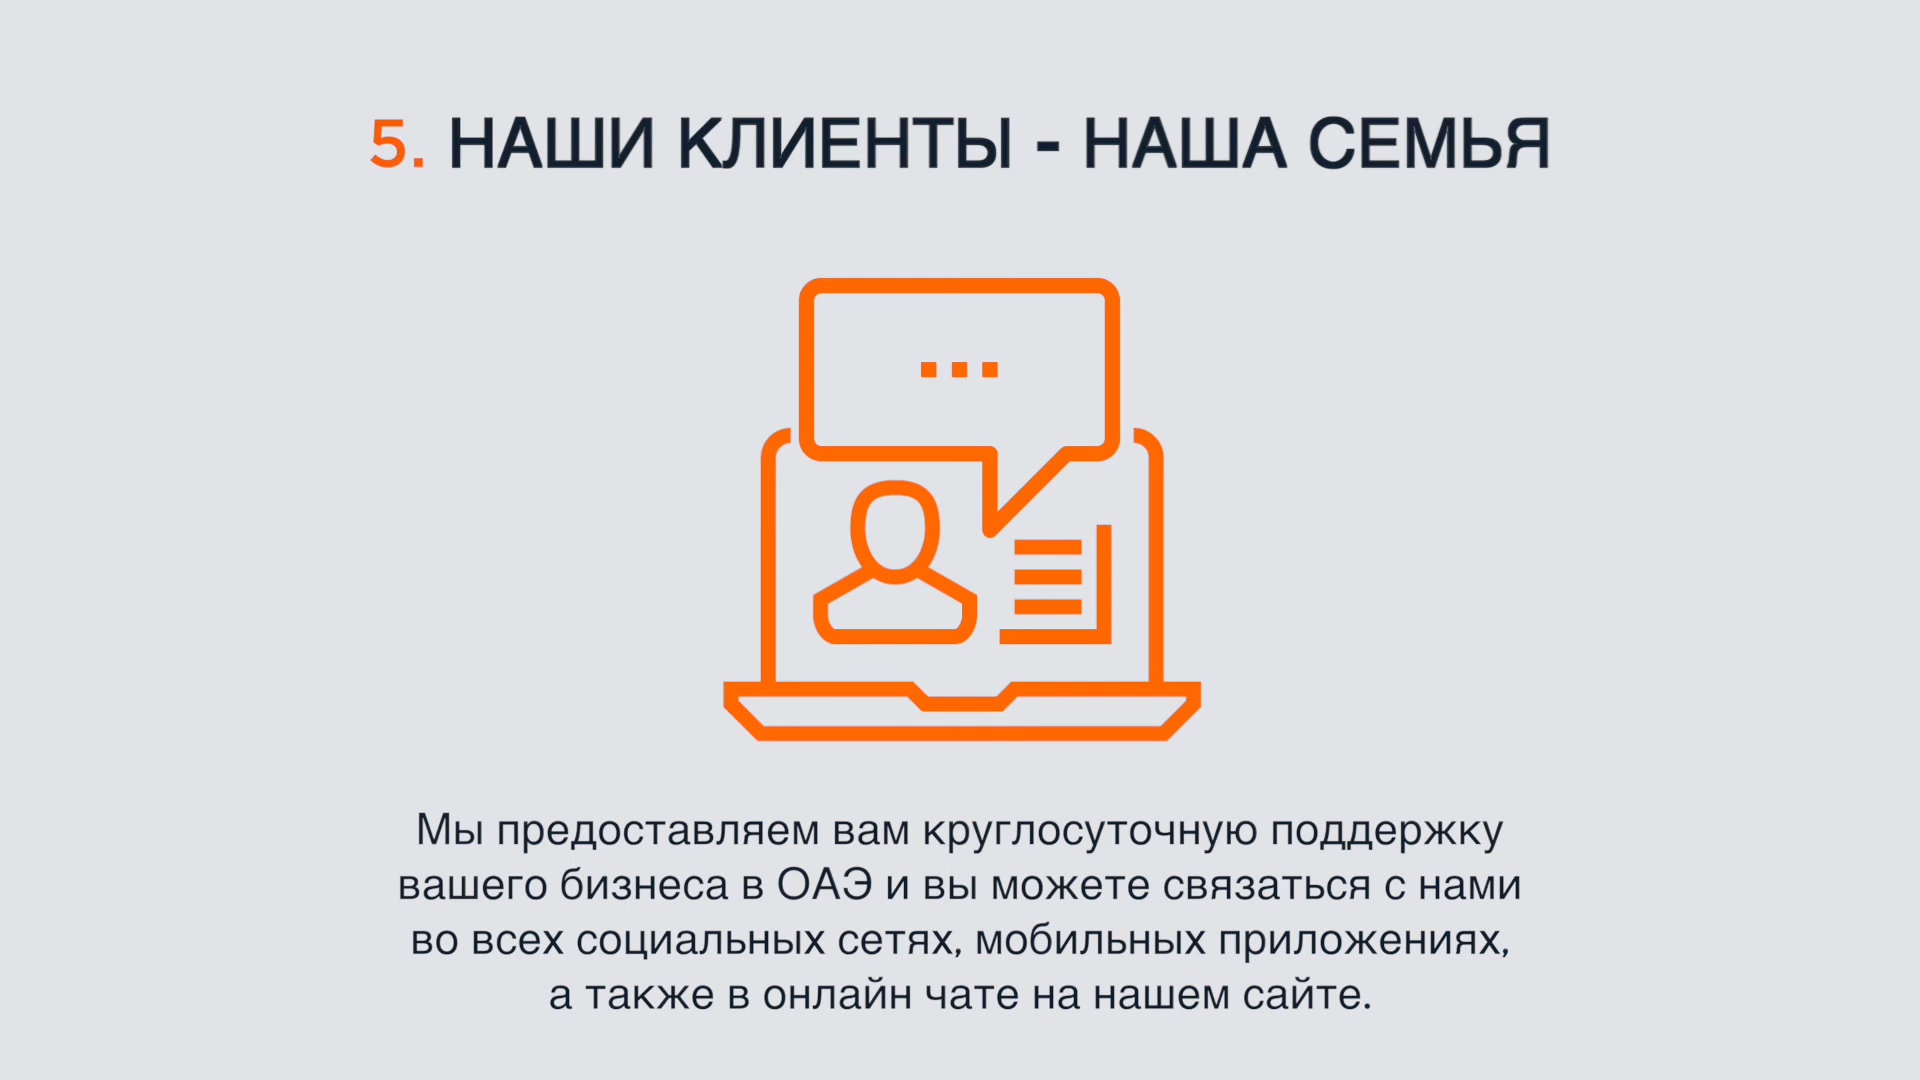 5. НАШИ КЛИЕНТЫ - НАША СЕМЬЯ
Мы предоставляем вам круглосуточную поддержку
вашего бизнеса в ОАЭ и вы можете связаться с нами
во всех социальных сетях, мобильных приложениях,
а также в онлайн чате на нашем сайте.